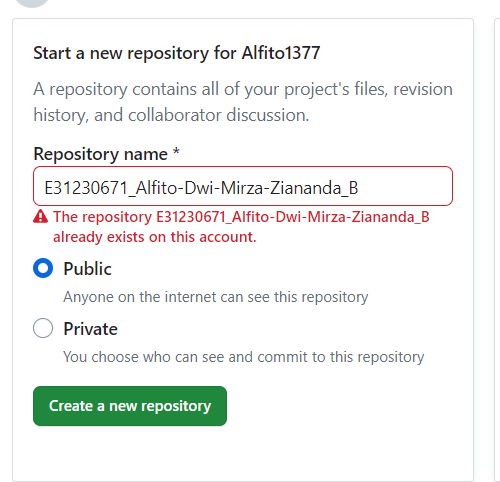 Start a new repository for Alfito1377
A repository contains all of your project's files, revision
history, and collaborator discussion.
Repository name *
E31230671_Alfito-Dwi-Mirza-Ziananda_B
The repository E31230671_Alfito-Dwi-Mirza-Ziananda_B
already exists on this account.
Public
Anyone on the internet can see this repository
Private
You choose who can see and commit to this repository
Create a new repository